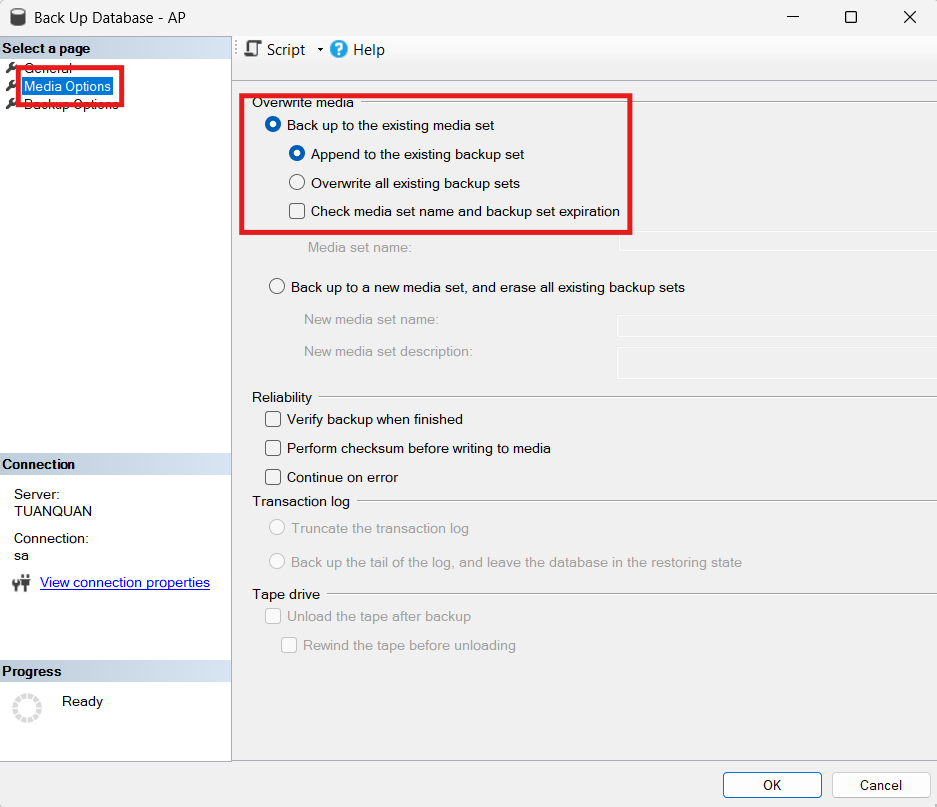 Back Up Database - AP
Select a page
General
Media Options
Backup Options
Script
Help
Overwrite media
Back up to the existing media set
Append to the existing backup set
Overwrite all existing backup sets
Check media set name and backup set expiration
Media set name:
Back up to a new media set, and erase all existing backup sets
New media set name:
New media set description:
Reliability
Verify backup when finished
Perform checksum before writing to media
Continue on error
Transaction log
Truncate the transaction log
Back up the tail of the log, and leave the database in the restoring state
Tape drive
Unload the tape after backup
Rewind the tape before unloading
Connection
Server:
TUANQUAN
Connection:
sa
View connection properties
Progress
Ready
OK
Cancel